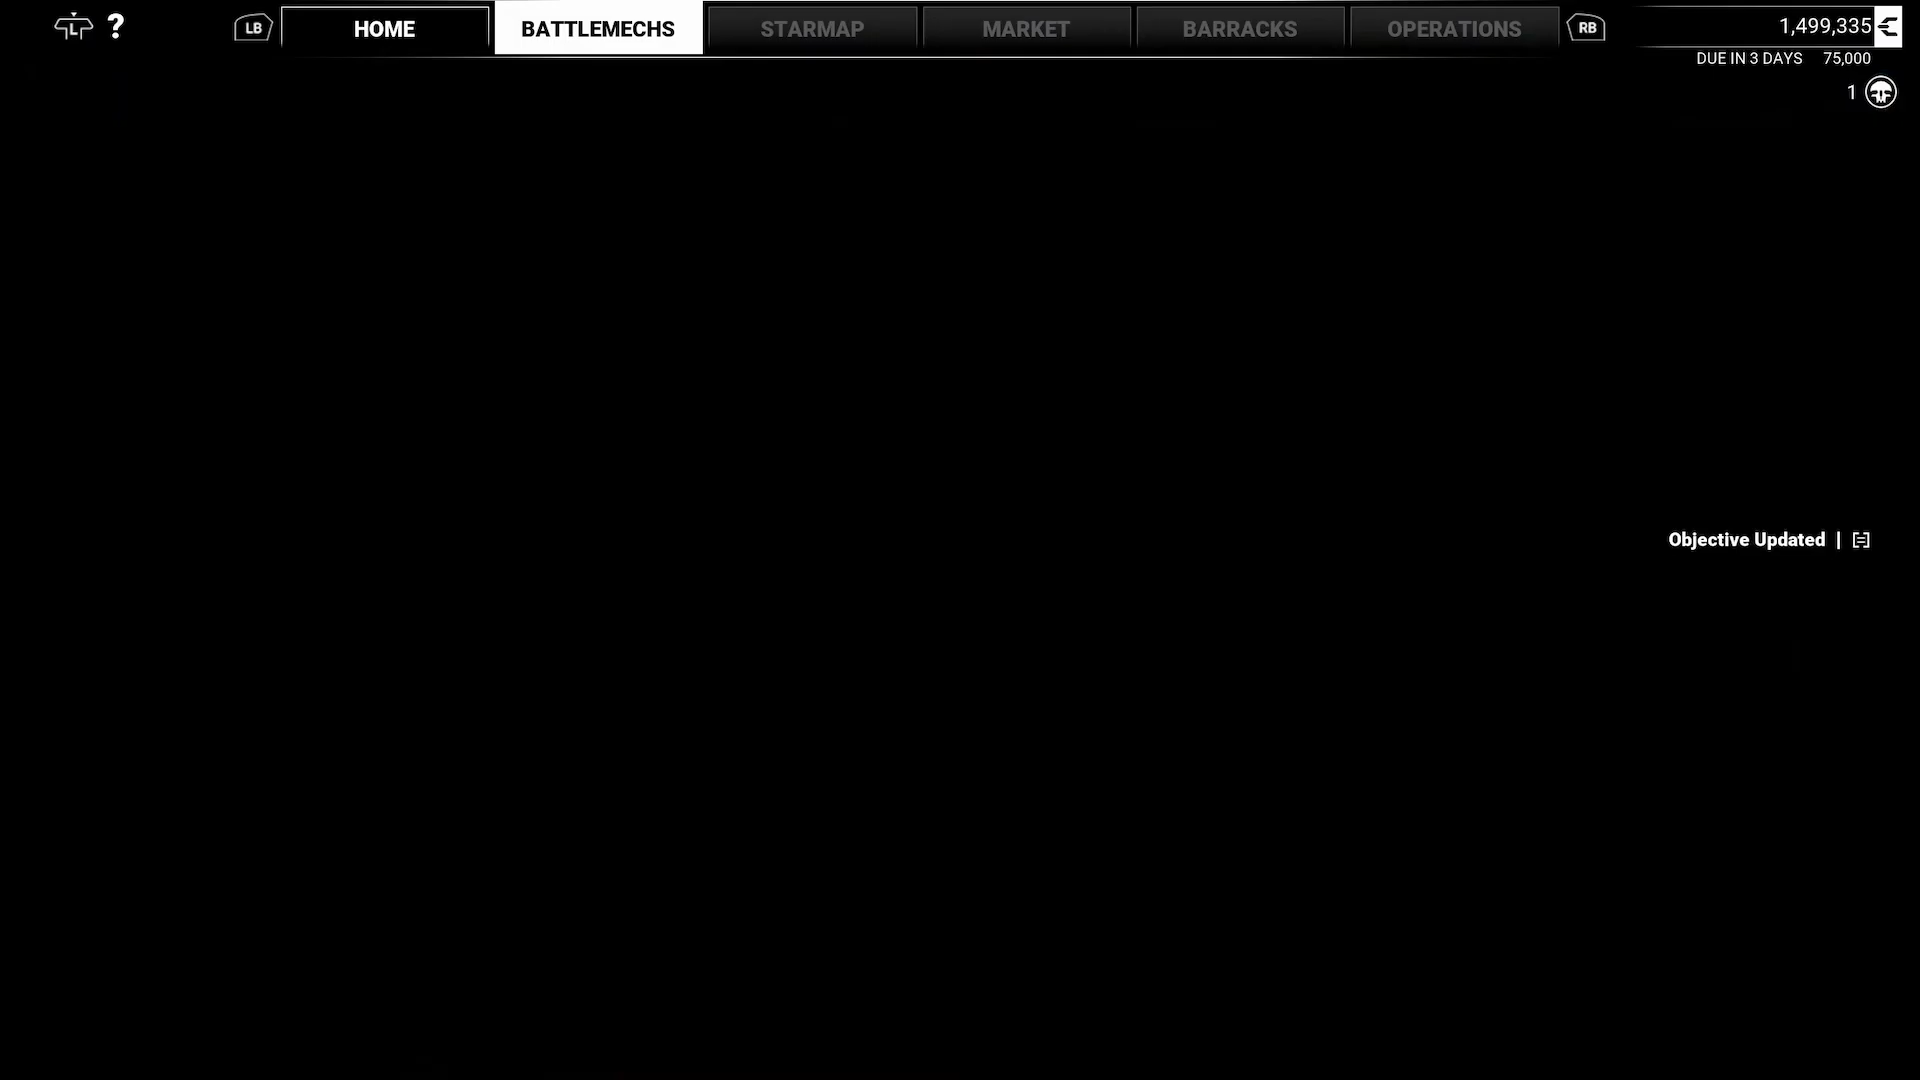 L ?
LB HOME BATTLEMECHS STARMAP MARKET BARRACKS OPERATIONS RB
1,499,335
DUE IN 3 DAYS 75,000
1
Objective Updated |